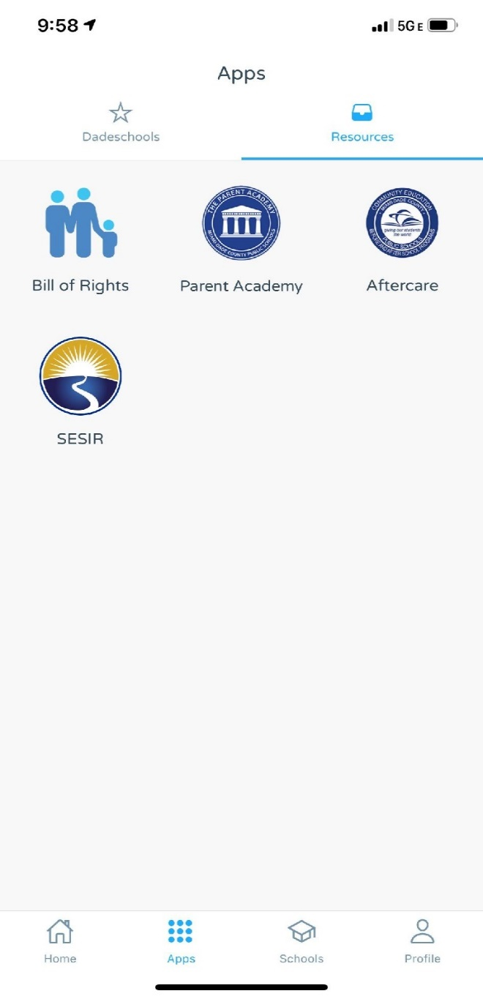 9:58
5G E
Apps
Dadeschools
Resources
THE PARENT ACADEMY
MIAMI-DADE COUNTY PUBLIC SCHOOLS
COMMUNITY EDUCATION
MIAMI-DADE COUNTY
giving our students
the world
PUBLIC SCHOOLS
BEFORE AND AFTER SCHOOL PROGRAMS
Bill of Rights
Parent Academy
Aftercare
SESIR
Home
Apps
Schools
Profile